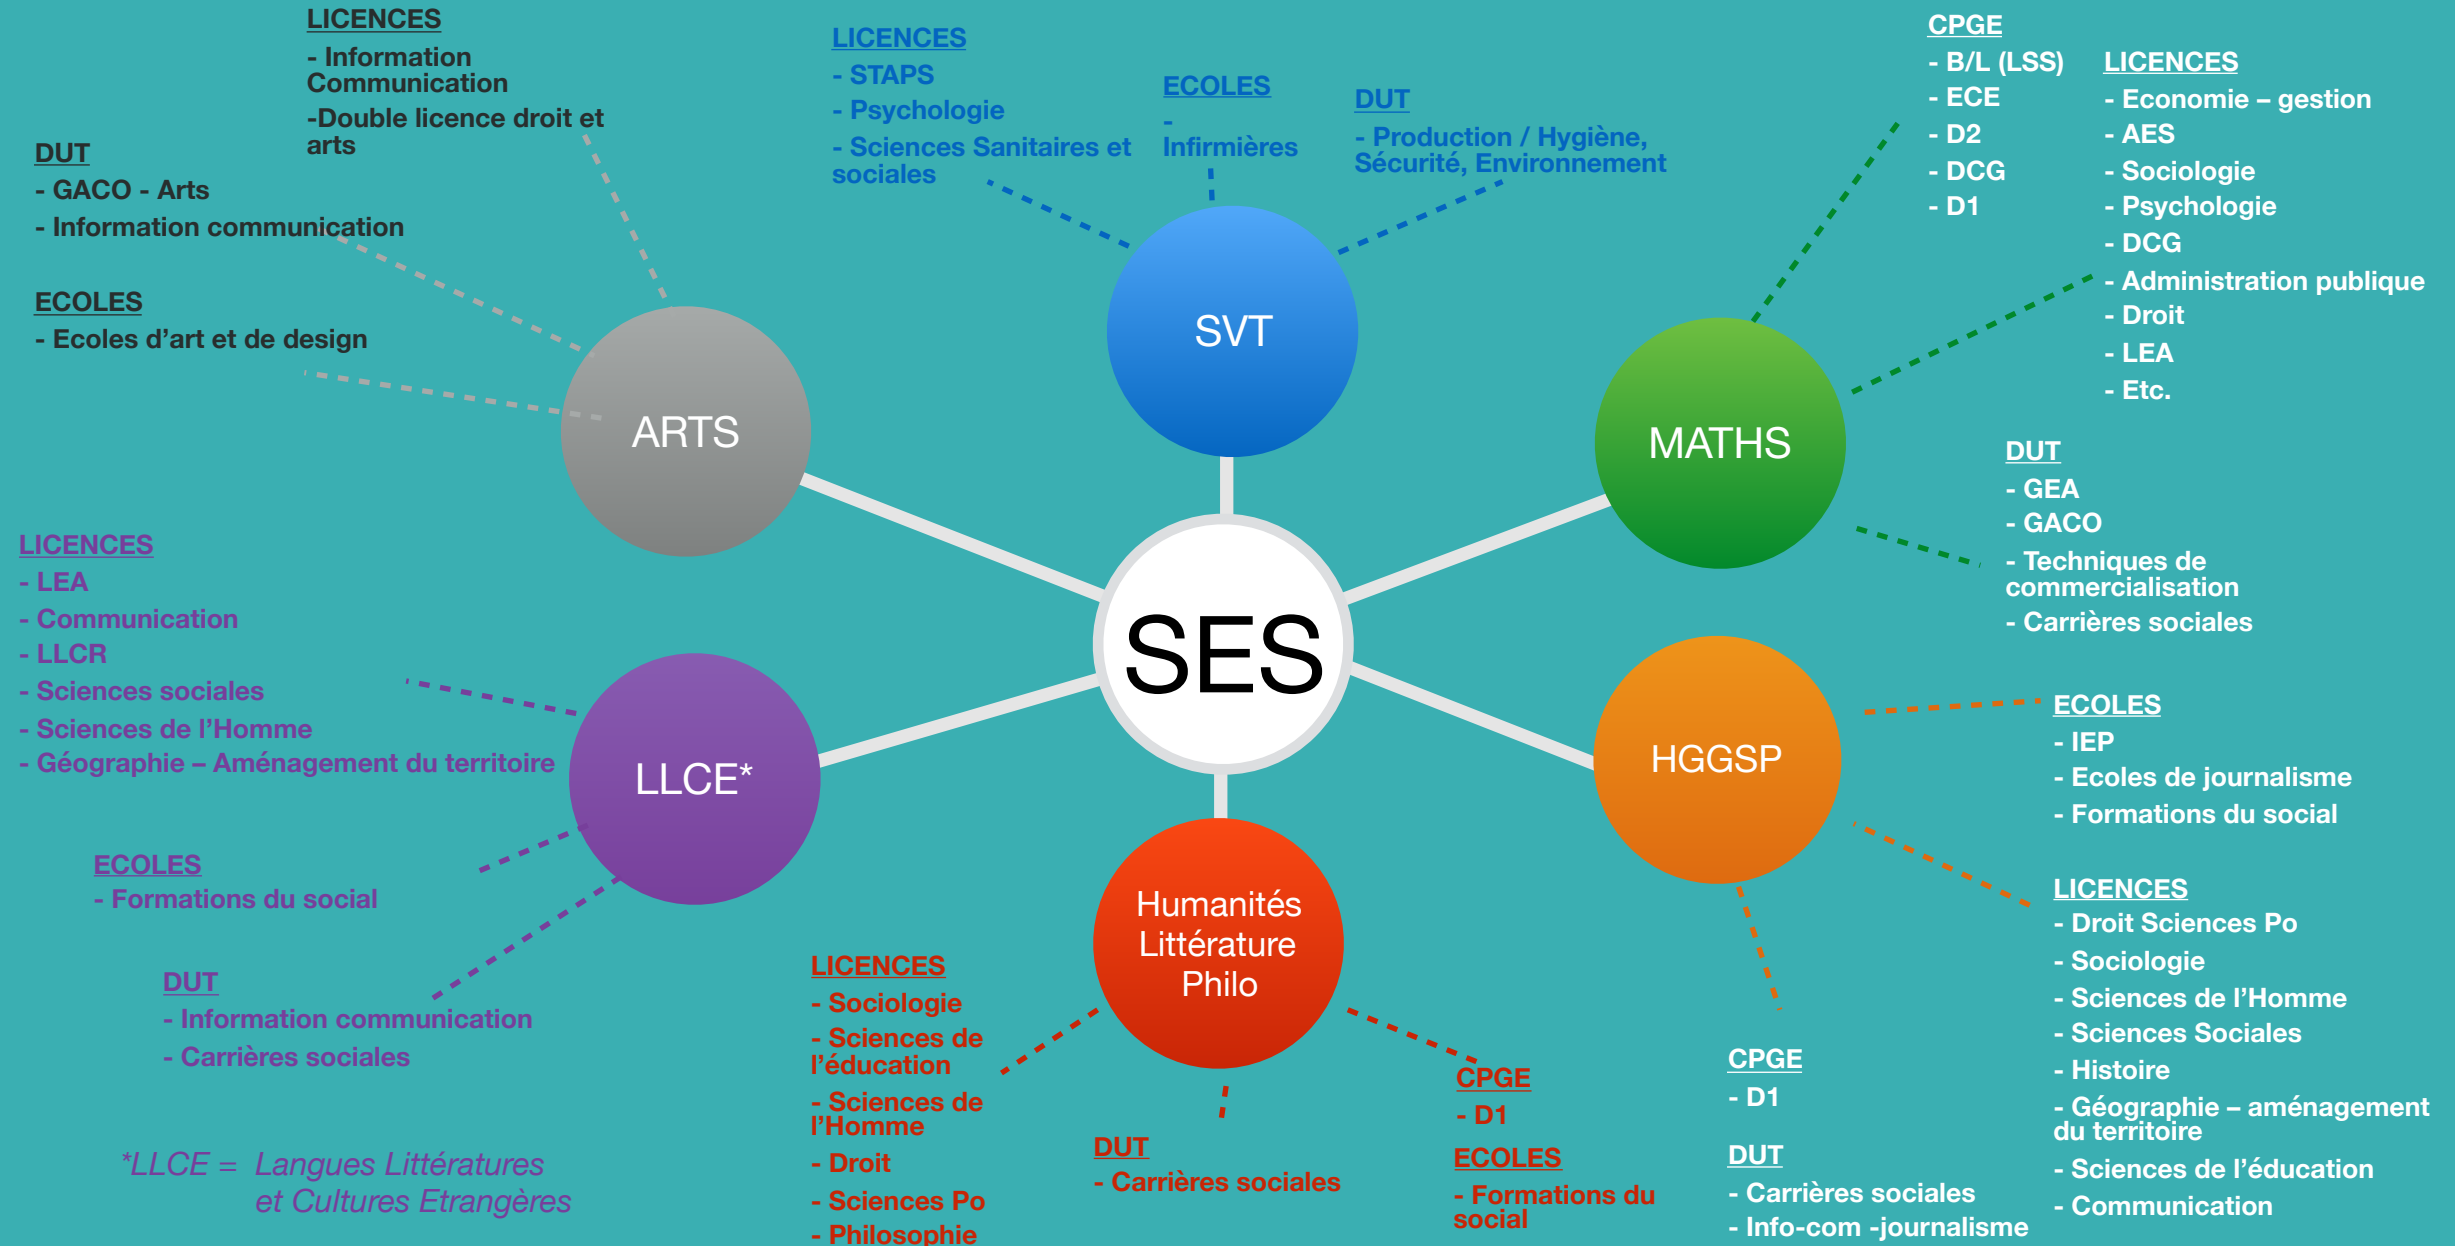 LICENCES
- Information
Communication
-Double licence droit et
arts
DUT
- GACO - Arts
- Information communication
ECOLES
- Ecoles d’art et de design
ARTS
LICENCES
- STAPS
- Psychologie
- Sciences Sanitaires et
sociales
ECOLES
-
Infirmières
DUT
- Production / Hygiène,
Sécurité, Environnement
SVT
CPGE
- B/L (LSS)
- ECE
- D2
- DCG
- D1
LICENCES
- Economie – gestion
- AES
- Sociologie
- Psychologie
- DCG
- Administration publique
- Droit
- LEA
- Etc.
MATHS
DUT
- GEA
- GACO
- Techniques de
commercialisation
- Carrières sociales
SES
LICENCES
- LEA
- Communication
- LLCR
- Sciences sociales
- Sciences de l’Homme
- Géographie – Aménagement du territoire
LLCE*
ECOLES
- Formations du social
DUT
- Information communication
- Carrières sociales
*LLCE = Langues Littératures
et Cultures Etrangères
Humanités
Littérature
Philo
LICENCES
- Sociologie
- Sciences de
l’éducation
- Sciences de
l’Homme
- Droit
- Sciences Po
- Philosophie
DUT
- Carrières sociales
CPGE
- D1
ECOLES
- Formations du
social
HGGSP
ECOLES
- IEP
- Ecoles de journalisme
- Formations du social
LICENCES
- Droit Sciences Po
- Sociologie
- Sciences de l’Homme
- Sciences Sociales
- Histoire
- Géographie – aménagement
du territoire
- Sciences de l’éducation
- Communication
CPGE
- D1
DUT
- Carrières sociales
- Info-com -journalisme